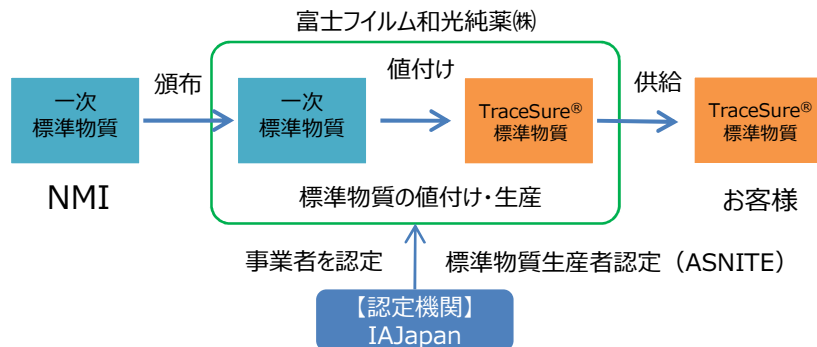 富士フイルム和光純薬㈱
頒布
値付け
供給
一次
標準物質
一次
標準物質
TraceSure®
標準物質
TraceSure®
標準物質
NMI
標準物質の値付け・生産
お客様
事業者を認定
標準物質生産者認定（ASNITE）
【認定機関】
IAJapan